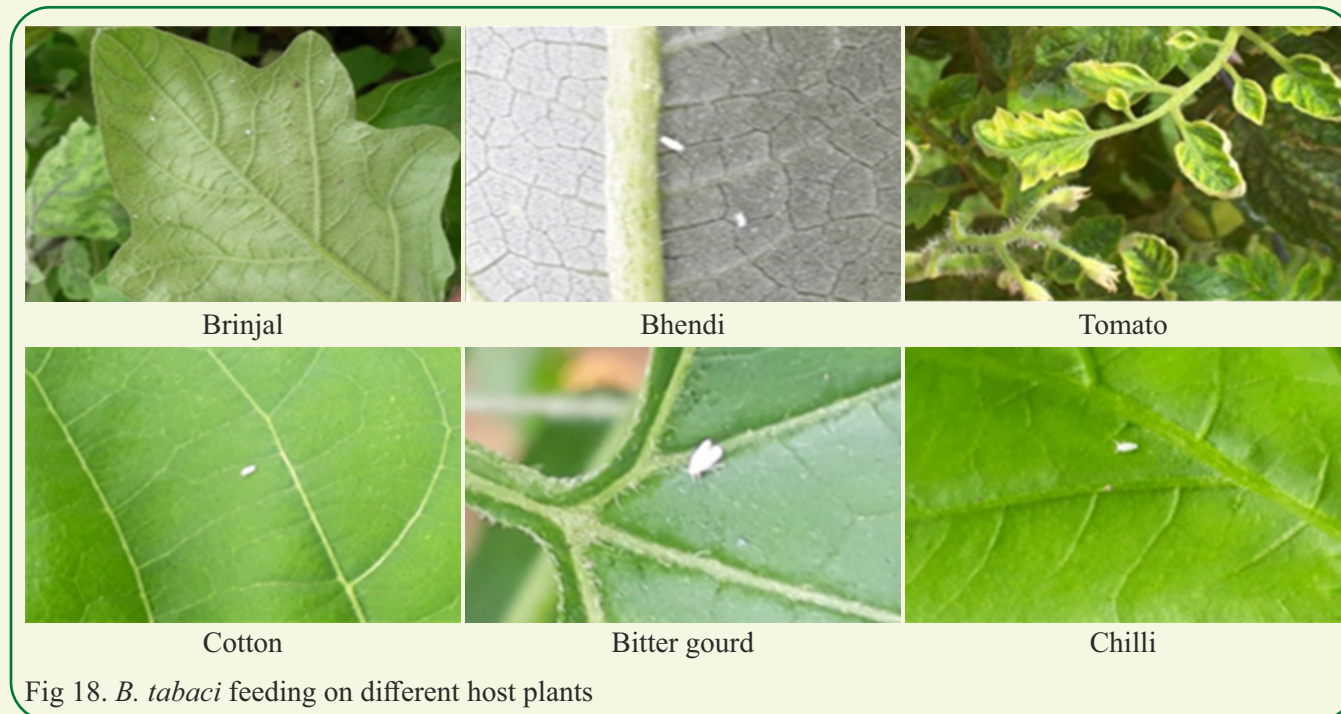 Brinjal
Bhendi
Tomato
Cotton
Bitter gourd
Chilli
Fig 18. B. tabaci feeding on different host plants